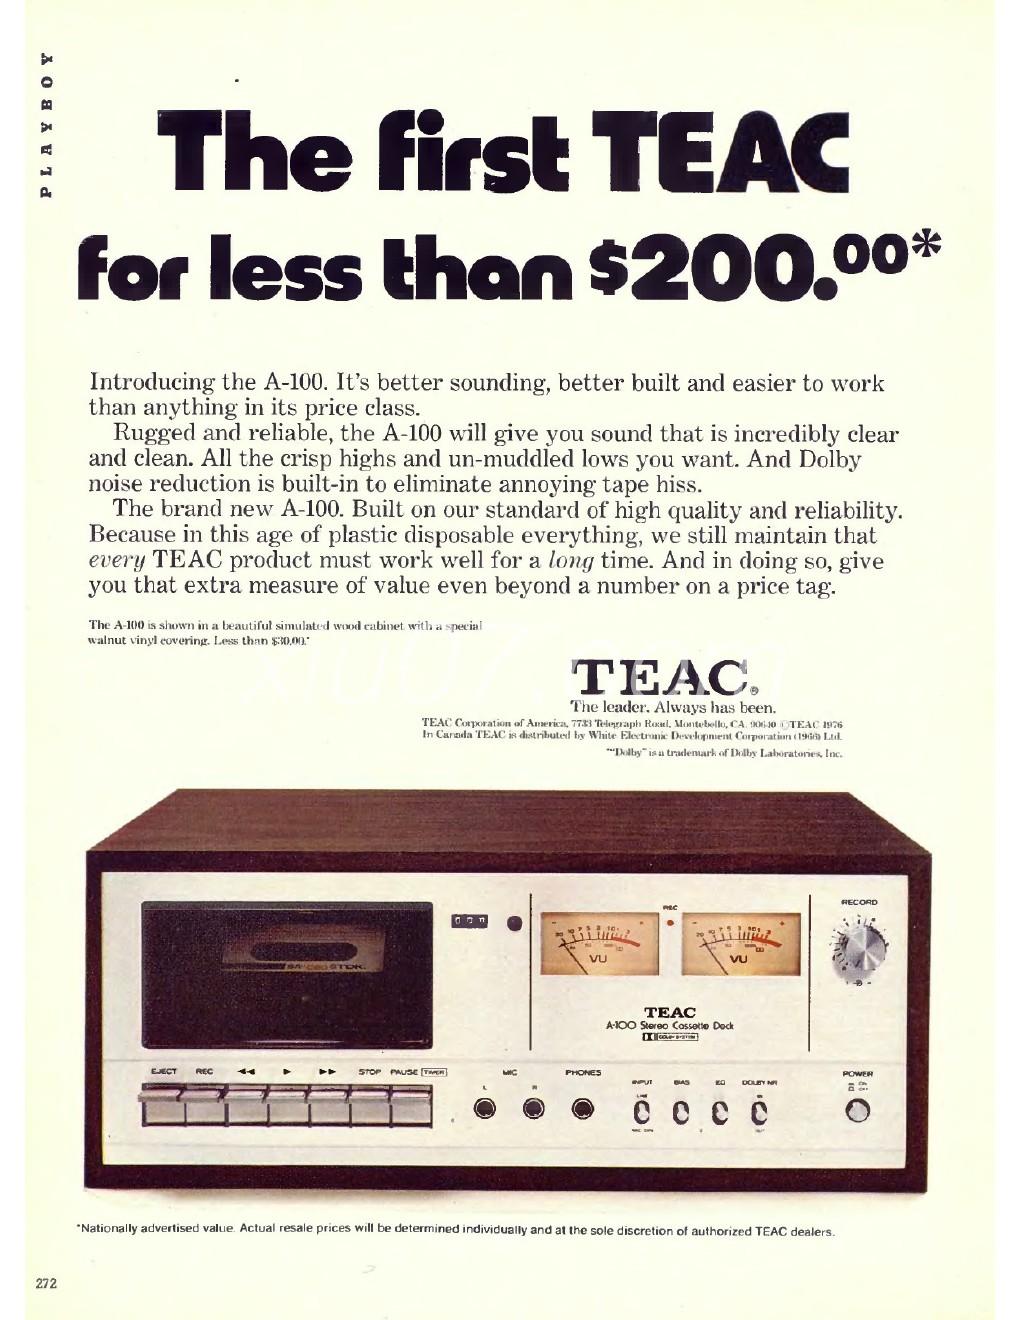 PLAYBOY
The first TEAC
for less than $200.00*
Introducing the A-100. It's better sounding, better built and easier to work
than anything in its price class.
Rugged and reliable, the A-100 will give you sound that is incredibly clear
and clean. All the crisp highs and un-muddled lows you want. And Dolby
noise reduction is built-in to eliminate annoying tape hiss.
The brand new A-100. Built on our standard of high quality and reliability.
Because in this age of plastic disposable everything, we still maintain that
every TEAC product must work well for a long time. And in doing so, give
you that extra measure of value even beyond a number on a price tag.
The A-100 is shown in a beautiful simulated wood cabinet with a special
walnut vinyl covering. Less than $30.00.*
TEAC®
The leader. Always has been.
TEAC Corporation of America, 7733 Telegraph Road, Montebello, CA. 90640 ©TEAC 1976
In Canada TEAC is distributed by White Electronic Development Corporation (1966) Ltd.
*"Dolby" is a trademark of Dolby Laboratories, Inc.
RECORD
REC
VU VU
TEAC
A-100 Stereo Cassette Deck
DOLBY SYSTEM
EJECT REC STOP PAUSE TIMER
MIC PHONES
L R
INPUT BIAS EQ DOLBY NR
POWER
ON
OFF
*Nationally advertised value. Actual resale prices will be determined individually and at the sole discretion of authorized TEAC dealers.
272